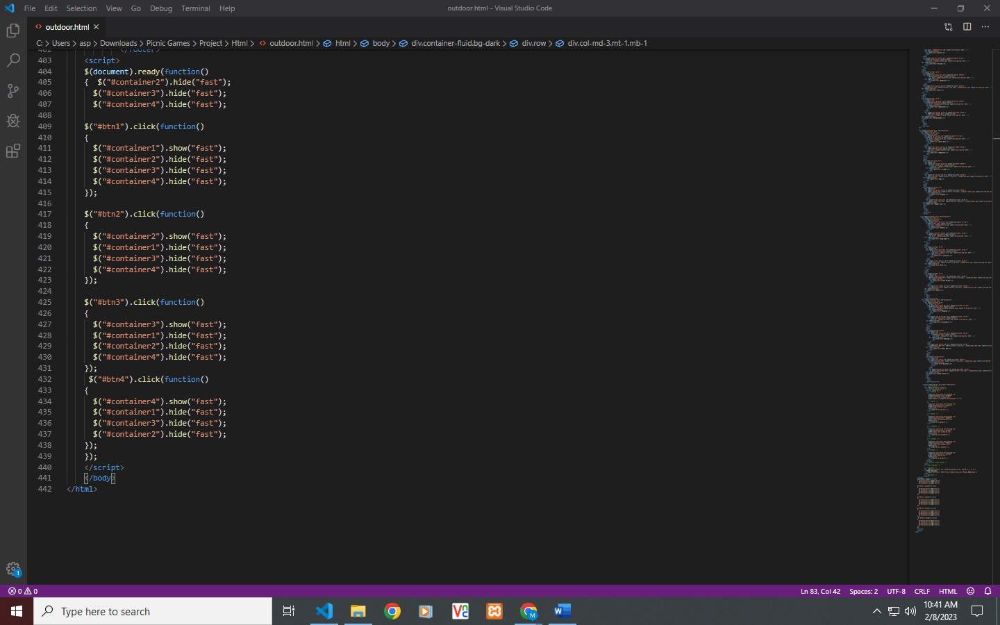 File Edit Selection View Go Debug Terminal Help
outdoor.html - Visual Studio Code
outdoor.html
C: > Users > asp > Downloads > Picnic Games > Project > Html > outdoor.html > html > body > div.container-fluid.bg-dark > div.row > div.col-md-3.mt-1.mb-1
402 </footer>
403 <script>
404 $(document).ready(function()
405 {  $("#container2").hide("fast");
406 $("#container3").hide("fast");
407 $("#container4").hide("fast");
408
409 $("#btn1").click(function()
410 {
411 $("#container1").show("fast");
412 $("#container2").hide("fast");
413 $("#container3").hide("fast");
414 $("#container4").hide("fast");
415 });
416
417 $("#btn2").click(function()
418 {
419 $("#container2").show("fast");
420 $("#container1").hide("fast");
421 $("#container3").hide("fast");
422 $("#container4").hide("fast");
423 });
424
425 $("#btn3").click(function()
426 {
427 $("#container3").show("fast");
428 $("#container1").hide("fast");
429 $("#container2").hide("fast");
430 $("#container4").hide("fast");
431 });
432 $("#btn4").click(function()
433 {
434 $("#container4").show("fast");
435 $("#container1").hide("fast");
436 $("#container3").hide("fast");
437 $("#container2").hide("fast");
438 });
439 });
440 </script>
441 </body>
442 </html>
1
0 0
Ln 83, Col 42 Spaces: 2 UTF-8 CRLF HTML
Type here to search
10:41 AM
2/8/2023